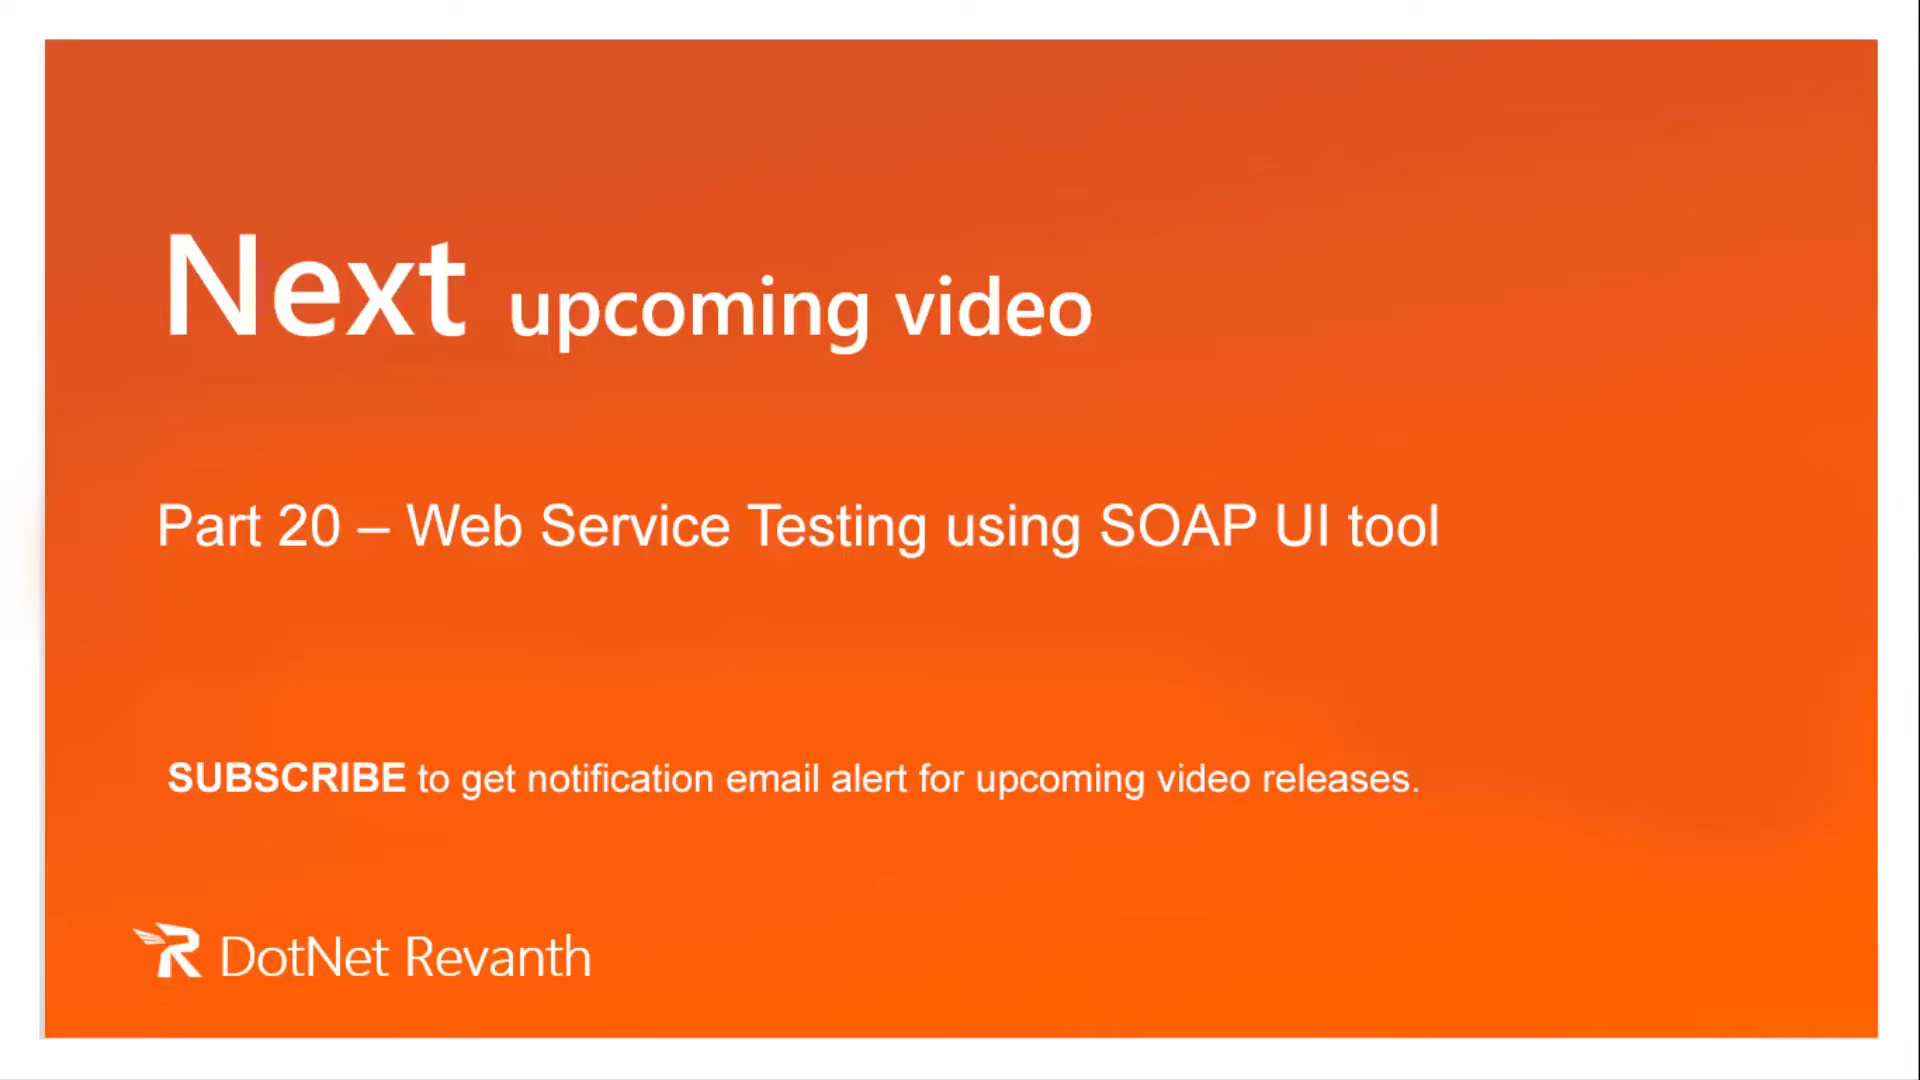 Next upcoming video
Part 20 – Web Service Testing using SOAP UI tool
SUBSCRIBE to get notification email alert for upcoming video releases.
DotNet Revanth